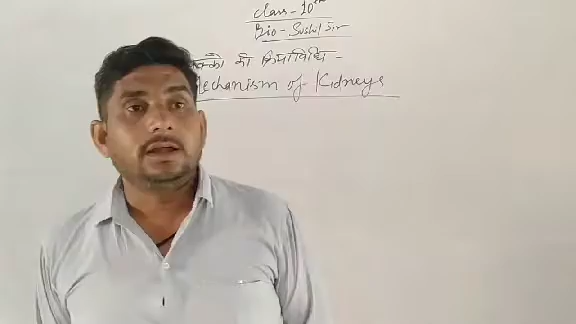 Class-10th
Bio - Sushil Sir
की क्रियाविधि -
Mechanism of Kidneys